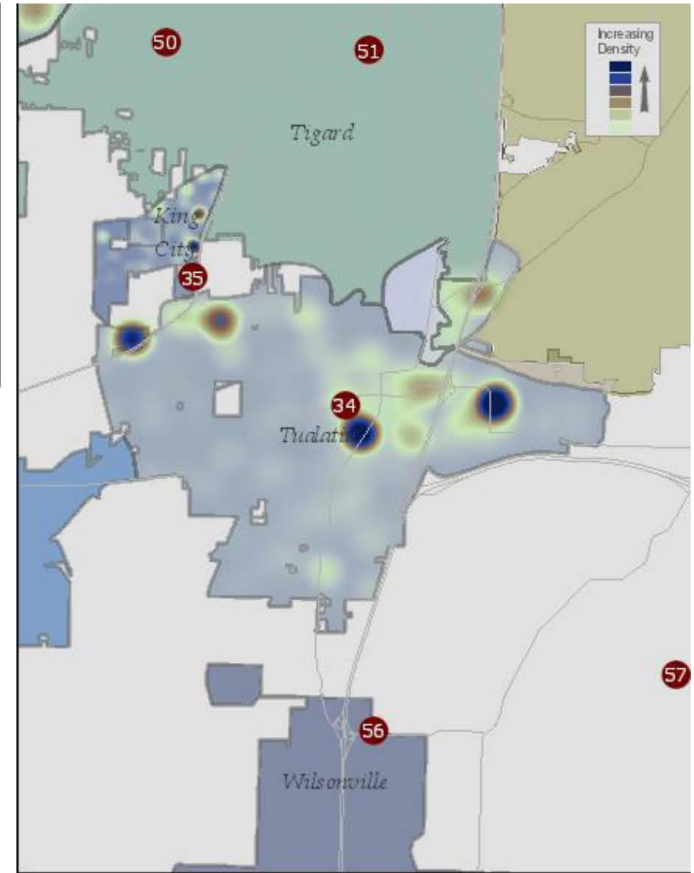 50
51
Increasing
Density
Tigard
King
City
35
34
Tualatin
57
56
Wilsonville